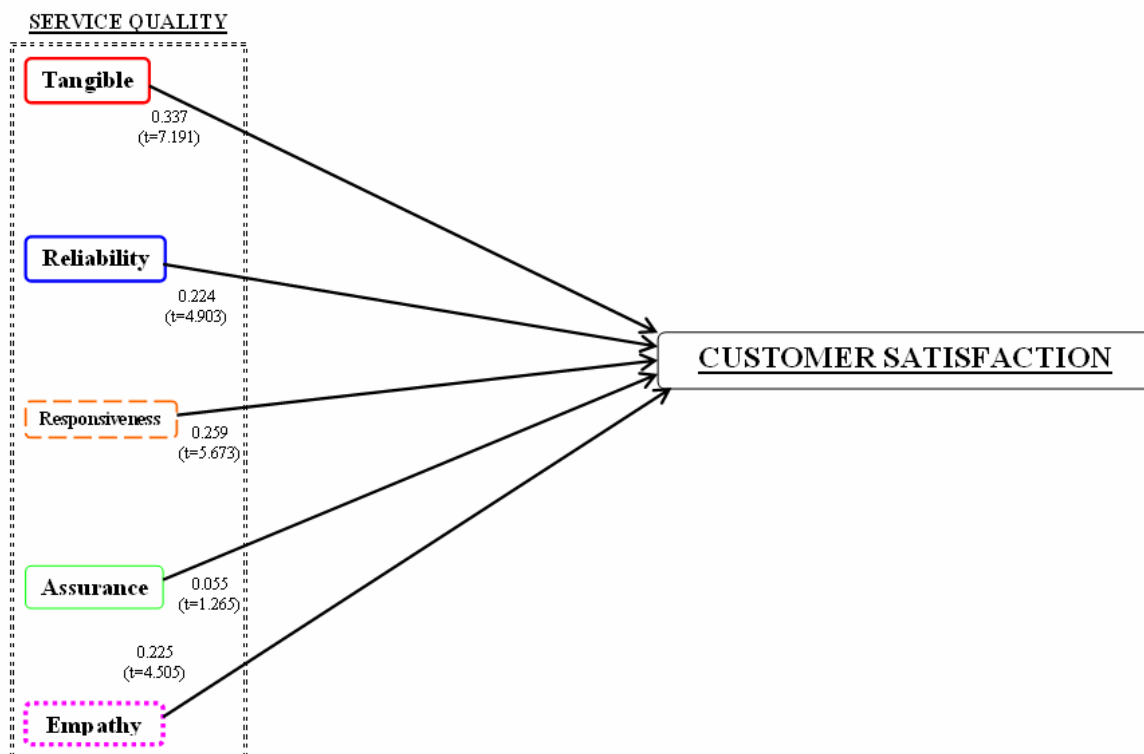 SERVICE QUALITY
Tangible
0.337
(t=7.191)
Reliability
0.224
(t=4.903)
CUSTOMER SATISFACTION
Responsiveness
0.259
(t=5.673)
Assurance
0.055
(t=1.265)
0.225
(t=4.505)
Empathy